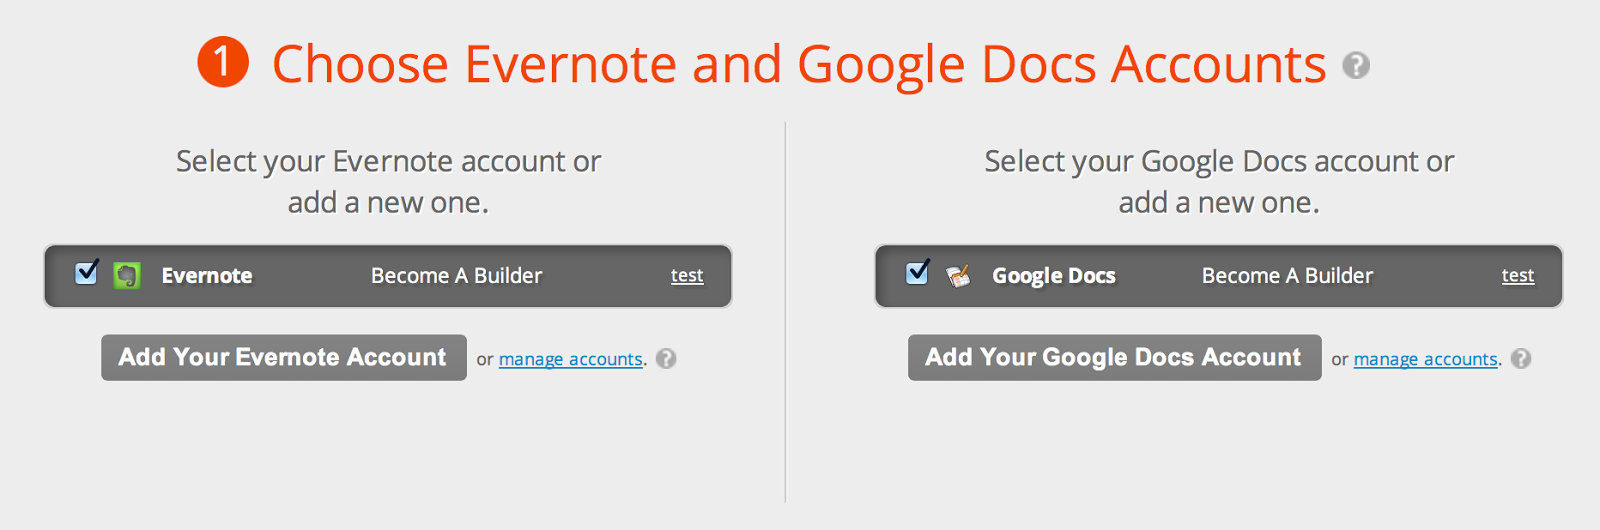 1 Choose Evernote and Google Docs Accounts ?
Select your Evernote account or
add a new one.
Evernote Become A Builder test
Add Your Evernote Account or manage accounts. ?
Select your Google Docs account or
add a new one.
Google Docs Become A Builder test
Add Your Google Docs Account or manage accounts. ?